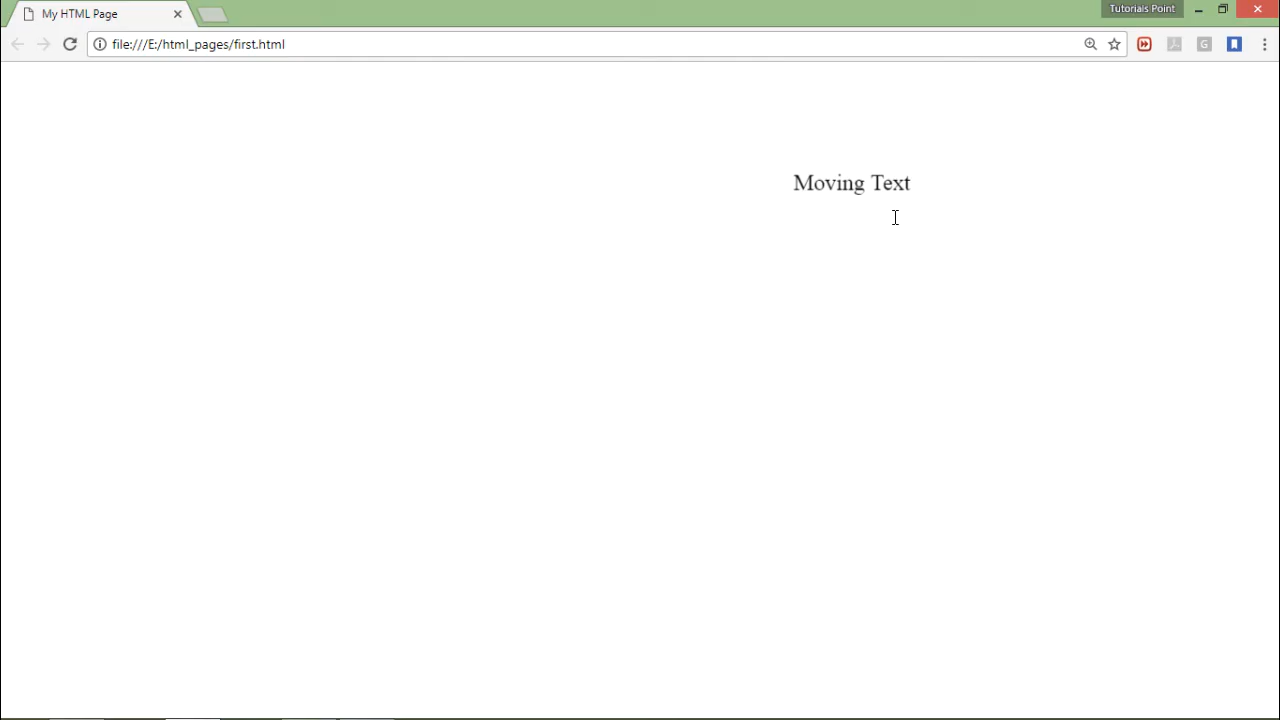 My HTML Page
Tutorials Point
file:///E:/html_pages/first.html
G
Moving Text